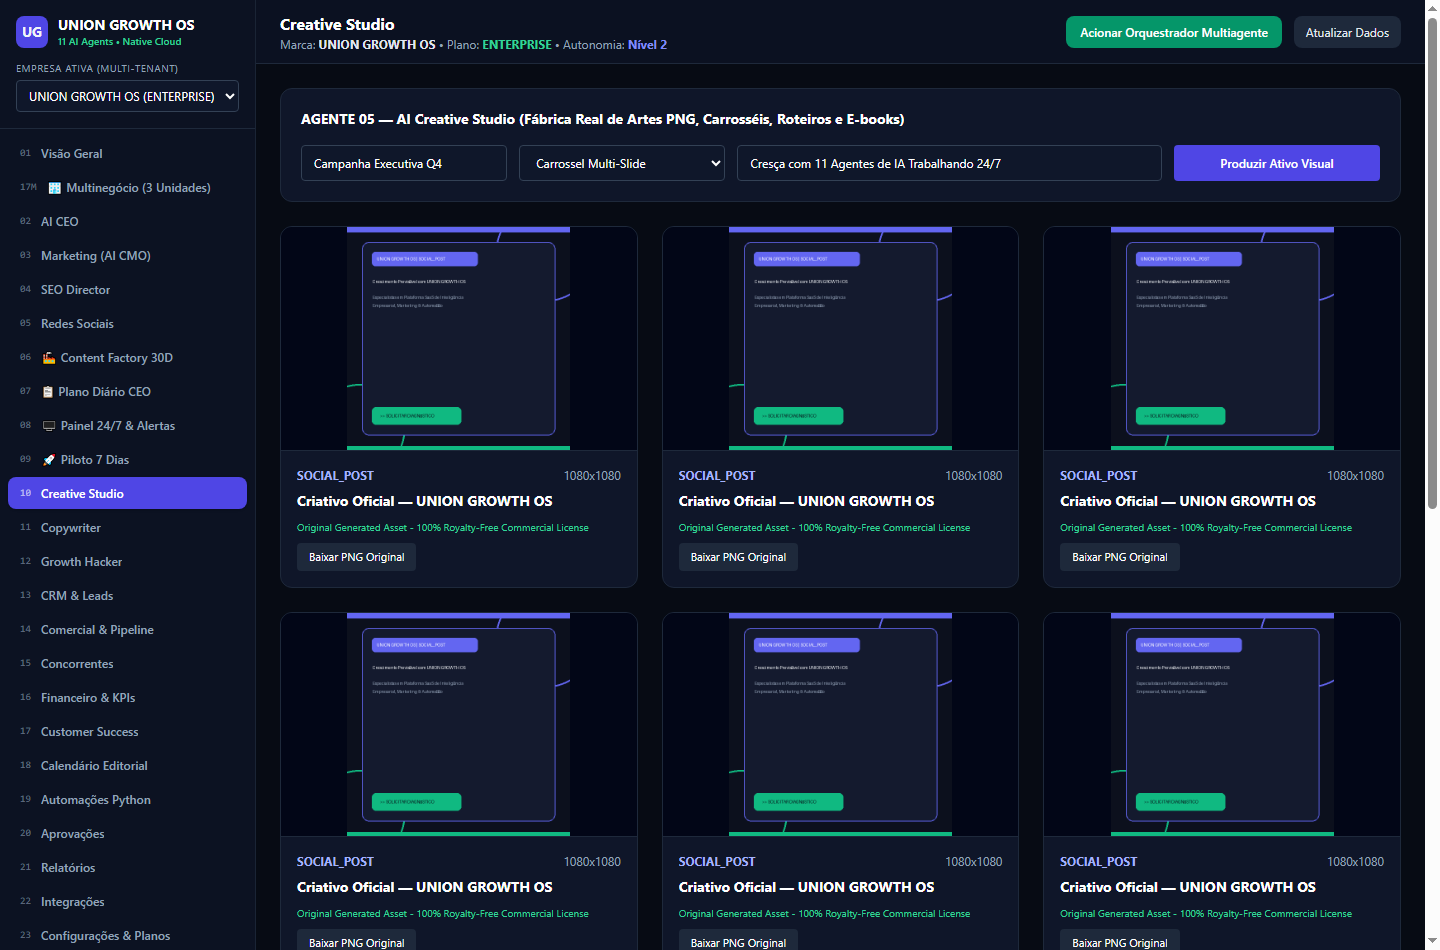 UG
UNION GROWTH OS
11 AI Agents • Native Cloud
EMPRESA ATIVA (MULTI-TENANT)
UNION GROWTH OS (ENTERPRISE)
01 Visão Geral
17M Multinegócio (3 Unidades)
02 AI CEO
03 Marketing (AI CMO)
04 SEO Director
05 Redes Sociais
06 Content Factory 30D
07 Plano Diário CEO
08 Painel 24/7 & Alertas
09 Piloto 7 Dias
10 Creative Studio
11 Copywriter
12 Growth Hacker
13 CRM & Leads
14 Comercial & Pipeline
15 Concorrentes
16 Financeiro & KPIs
17 Customer Success
18 Calendário Editorial
19 Automações Python
20 Aprovações
21 Relatórios
22 Integrações
23 Configurações & Planos
Creative Studio
Marca: UNION GROWTH OS • Plano: ENTERPRISE • Autonomia: Nível 2
Acionar Orquestrador Multiagente
Atualizar Dados
AGENTE 05 — AI Creative Studio (Fábrica Real de Artes PNG, Carrosséis, Roteiros e E-books)
Campanha Executiva Q4
Carrossel Multi-Slide
Cresça com 11 Agentes de IA Trabalhando 24/7
Produzir Ativo Visual
SOCIAL_POST 1080x1080
Criativo Oficial — UNION GROWTH OS
Original Generated Asset - 100% Royalty-Free Commercial License
Baixar PNG Original
SOCIAL_POST 1080x1080
Criativo Oficial — UNION GROWTH OS
Original Generated Asset - 100% Royalty-Free Commercial License
Baixar PNG Original
SOCIAL_POST 1080x1080
Criativo Oficial — UNION GROWTH OS
Original Generated Asset - 100% Royalty-Free Commercial License
Baixar PNG Original
SOCIAL_POST 1080x1080
Criativo Oficial — UNION GROWTH OS
Original Generated Asset - 100% Royalty-Free Commercial License
Baixar PNG Original
SOCIAL_POST 1080x1080
Criativo Oficial — UNION GROWTH OS
Original Generated Asset - 100% Royalty-Free Commercial License
Baixar PNG Original
SOCIAL_POST 1080x1080
Criativo Oficial — UNION GROWTH OS
Original Generated Asset - 100% Royalty-Free Commercial License
Baixar PNG Original